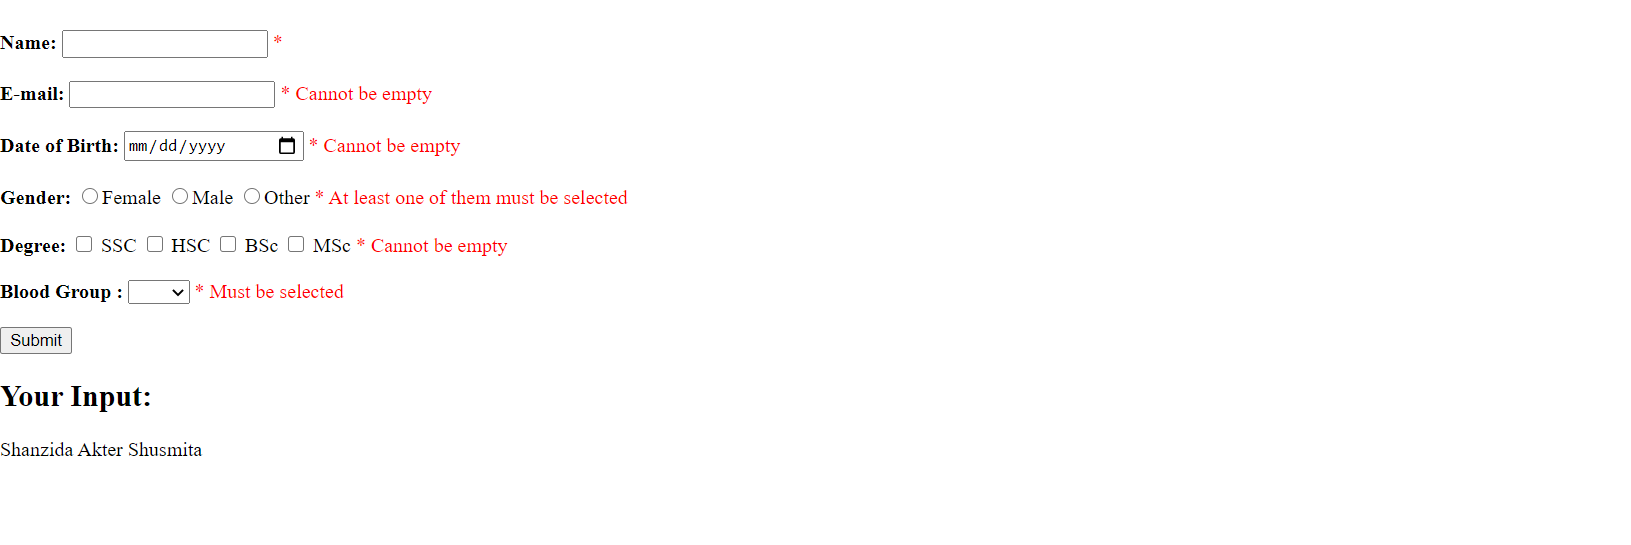 Name: *
E-mail: * Cannot be empty
Date of Birth: mm/dd/yyyy * Cannot be empty
Gender: Female Male Other * At least one of them must be selected
Degree: SSC HSC BSc MSc * Cannot be empty
Blood Group : * Must be selected
Submit
Your Input:
Shanzida Akter Shusmita